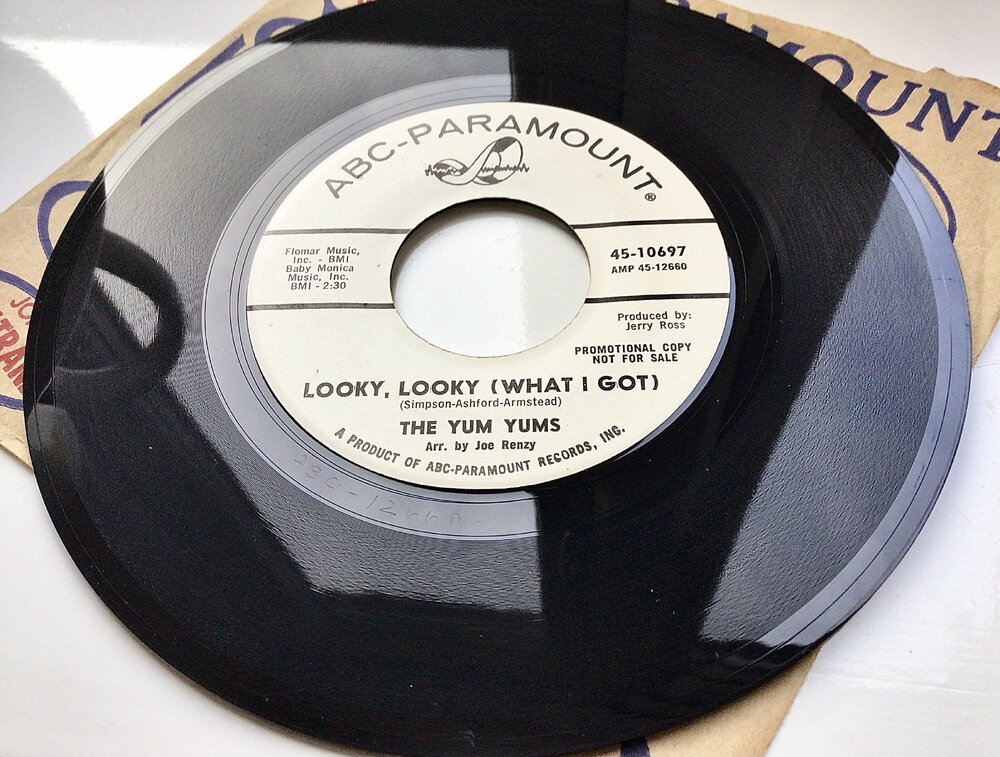 ABC-PARAMOUNT®
Flomar Music,
Inc. - BMI
Baby Monica
Music, Inc.
BMI - 2:30
45-10697
AMP 45-12660
Produced by:
Jerry Ross
PROMOTIONAL COPY
NOT FOR SALE
LOOKY, LOOKY (WHAT I GOT)
(Simpson-Ashford-Armstead)
THE YUM YUMS
Arr. by Joe Renzy
A PRODUCT OF ABC-PARAMOUNT RECORDS, INC.
ABC-12660